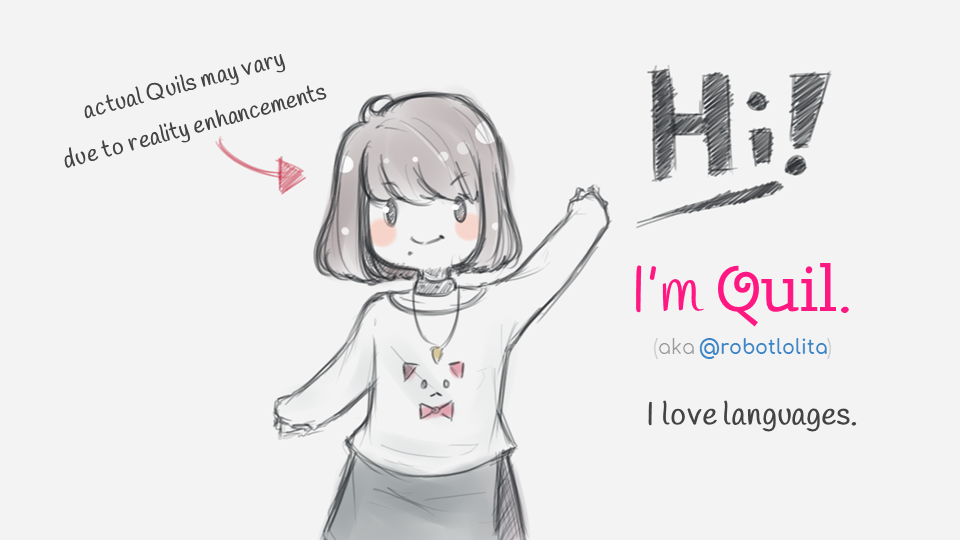 actual Quils may vary
due to reality enhancements
Hi!
I'm Quil.
(aka @robotlolita)
I love languages.